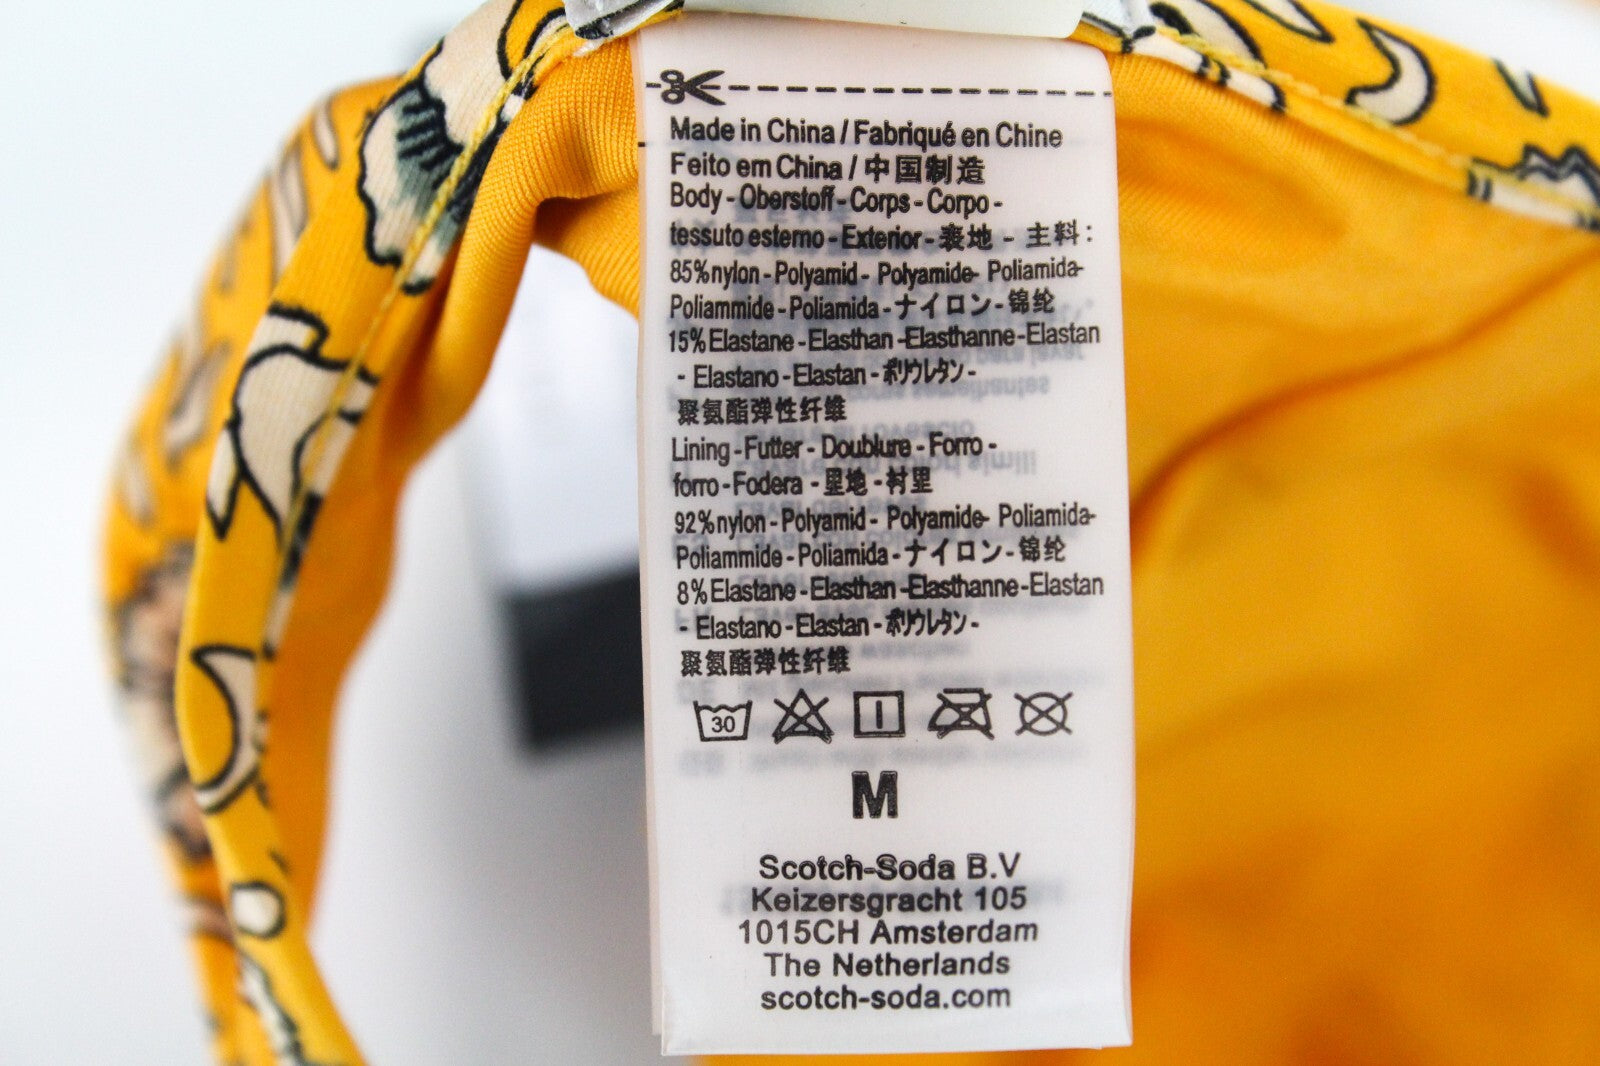 Made in China / Fabriqué en Chine
Feito em China / 中国制造
Body - Oberstoff - Corps - Corpo -
tessuto esterno - Exterior - 表地 - 主料:
85%nylon - Polyamid - Polyamide- Poliamida-
Poliammide - Poliamida - ナイロン - 锦纶
15%Elastane - Elasthan -Elasthanne-Elastan
- Elastano - Elastan - ポリウレタン -
聚氨酯弹性纤维
Lining - Futter - Doublure - Forro -
forro - Fodera - 里地 - 衬里
92%nylon - Polyamid - Polyamide- Poliamida-
Poliammide - Poliamida - ナイロン - 锦纶
8%Elastane - Elasthan -Elasthanne-Elastan
- Elastano - Elastan - ポリウレタン -
聚氨酯弹性纤维
30
M
Scotch-Soda B.V
Keizersgracht 105
1015CH Amsterdam
The Netherlands
scotch-soda.com